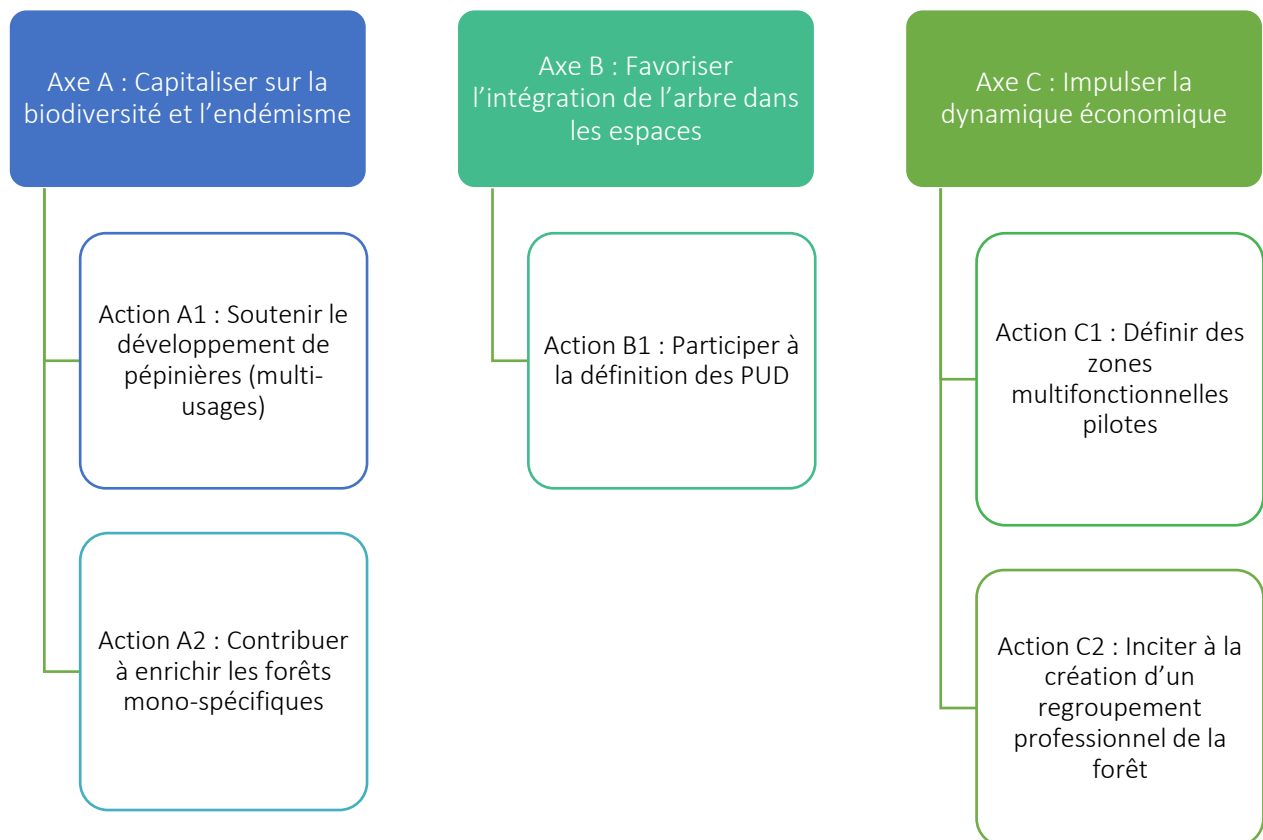 Axe A : Capitaliser sur la
biodiversité et l’endémisme
Action A1 : Soutenir le
développement de
pépinières (multi-
usages)
Action A2 : Contribuer
à enrichir les forêts
mono-spécifiques
Axe B : Favoriser
l’intégration de l’arbre dans
les espaces
Action B1 : Participer à
la définition des PUD
Axe C : Impulser la
dynamique économique
Action C1 : Définir des
zones
multifonctionnelles
pilotes
Action C2 : Inciter à la
création d’un
regroupement
professionnel de la
forêt